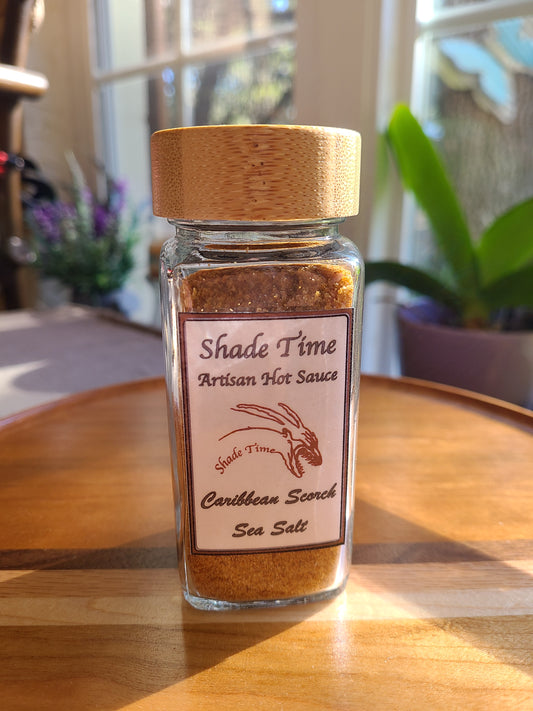 Shade Time
Artisan Hot Sauce
Shade Time
Caribbean Scorch
Sea Salt